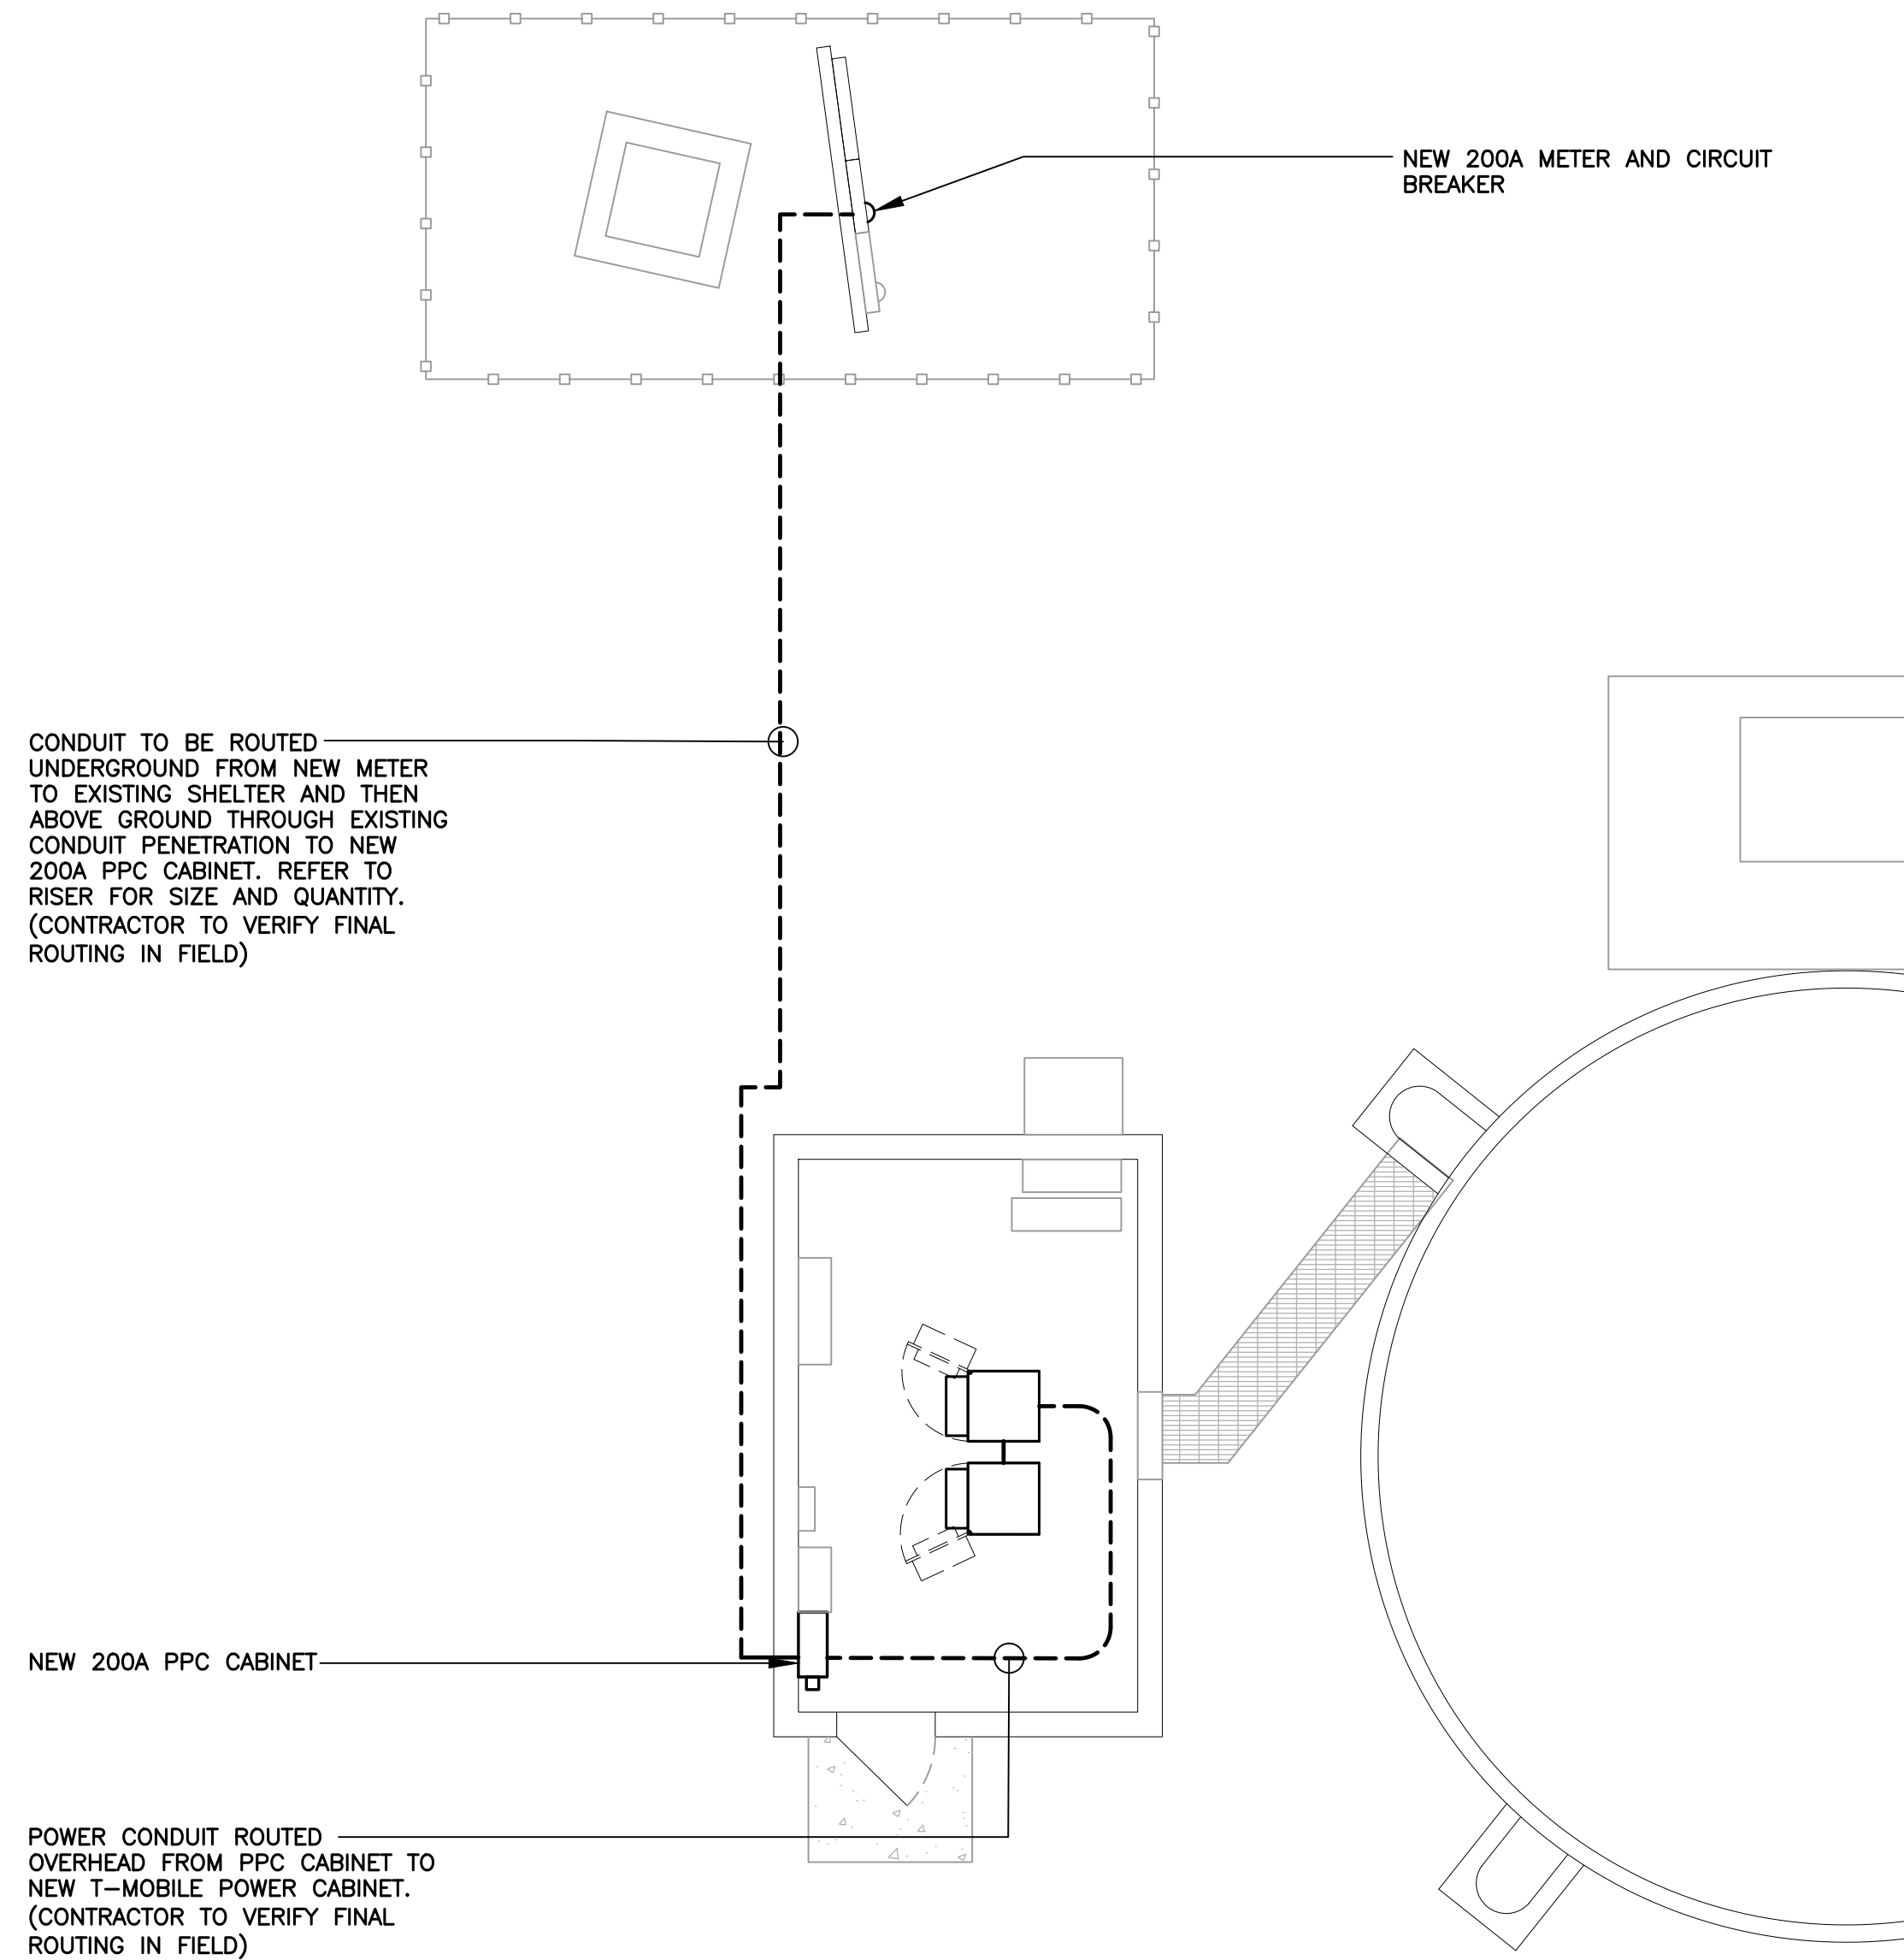 NEW 200A METER AND CIRCUIT
BREAKER
CONDUIT TO BE ROUTED
UNDERGROUND FROM NEW METER
TO EXISTING SHELTER AND THEN
ABOVE GROUND THROUGH EXISTING
CONDUIT PENETRATION TO NEW
200A PPC CABINET. REFER TO
RISER FOR SIZE AND QUANTITY.
(CONTRACTOR TO VERIFY FINAL
ROUTING IN FIELD)
NEW 200A PPC CABINET
POWER CONDUIT ROUTED
OVERHEAD FROM PPC CABINET TO
NEW T-MOBILE POWER CABINET.
(CONTRACTOR TO VERIFY FINAL
ROUTING IN FIELD)